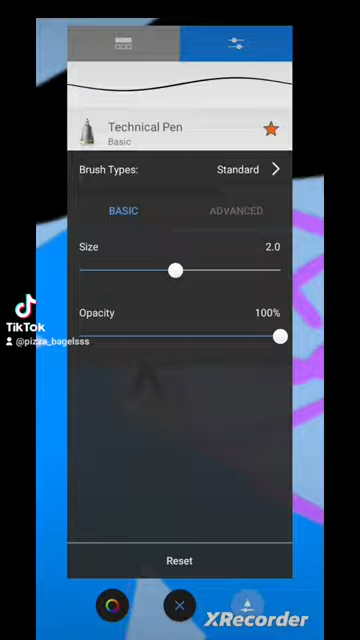 Technical Pen
Basic
Brush Types: Standard
BASIC ADVANCED
Size 2.0
Opacity 100%
TikTok
@pizza_bagelsss
Reset
XRecorder